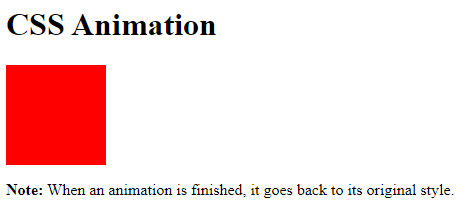 CSS Animation
Note: When an animation is finished, it goes back to its original style.